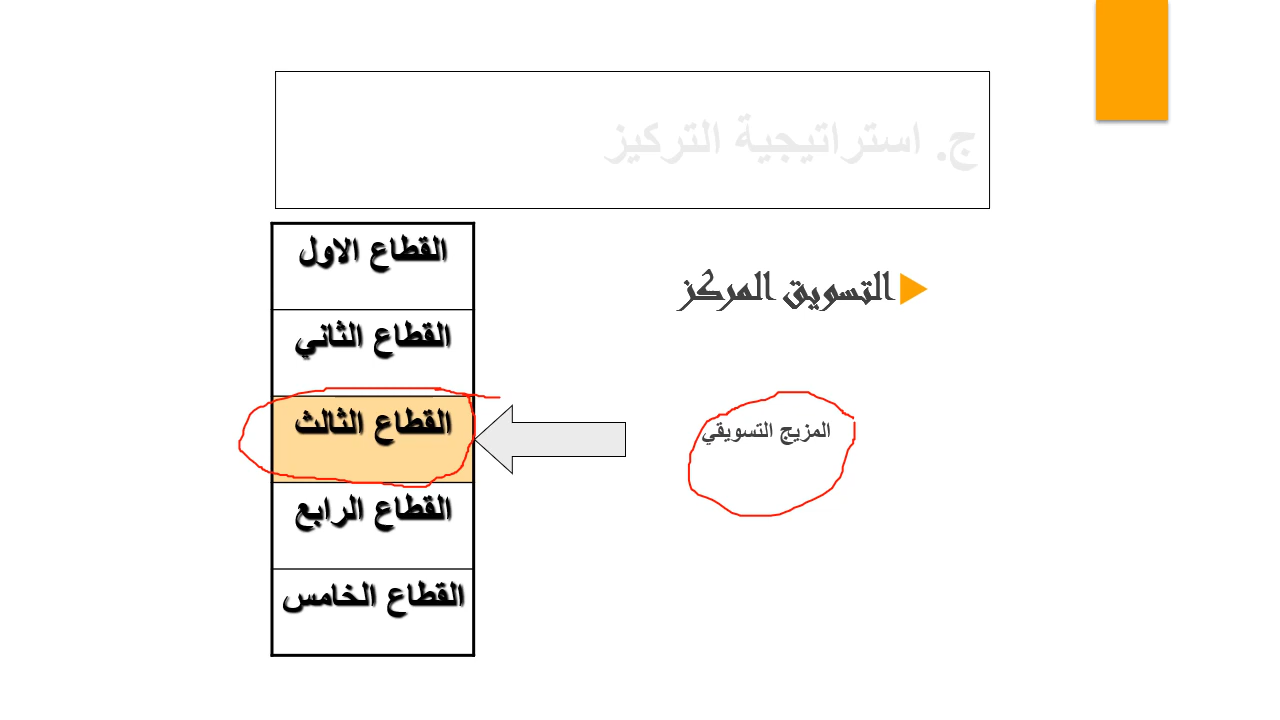 ج. استراتيجية التركيز
التسويق المركز
المزيج التسويقي
القطاع الاول
القطاع الثاني
القطاع الثالث
القطاع الرابع
القطاع الخامس